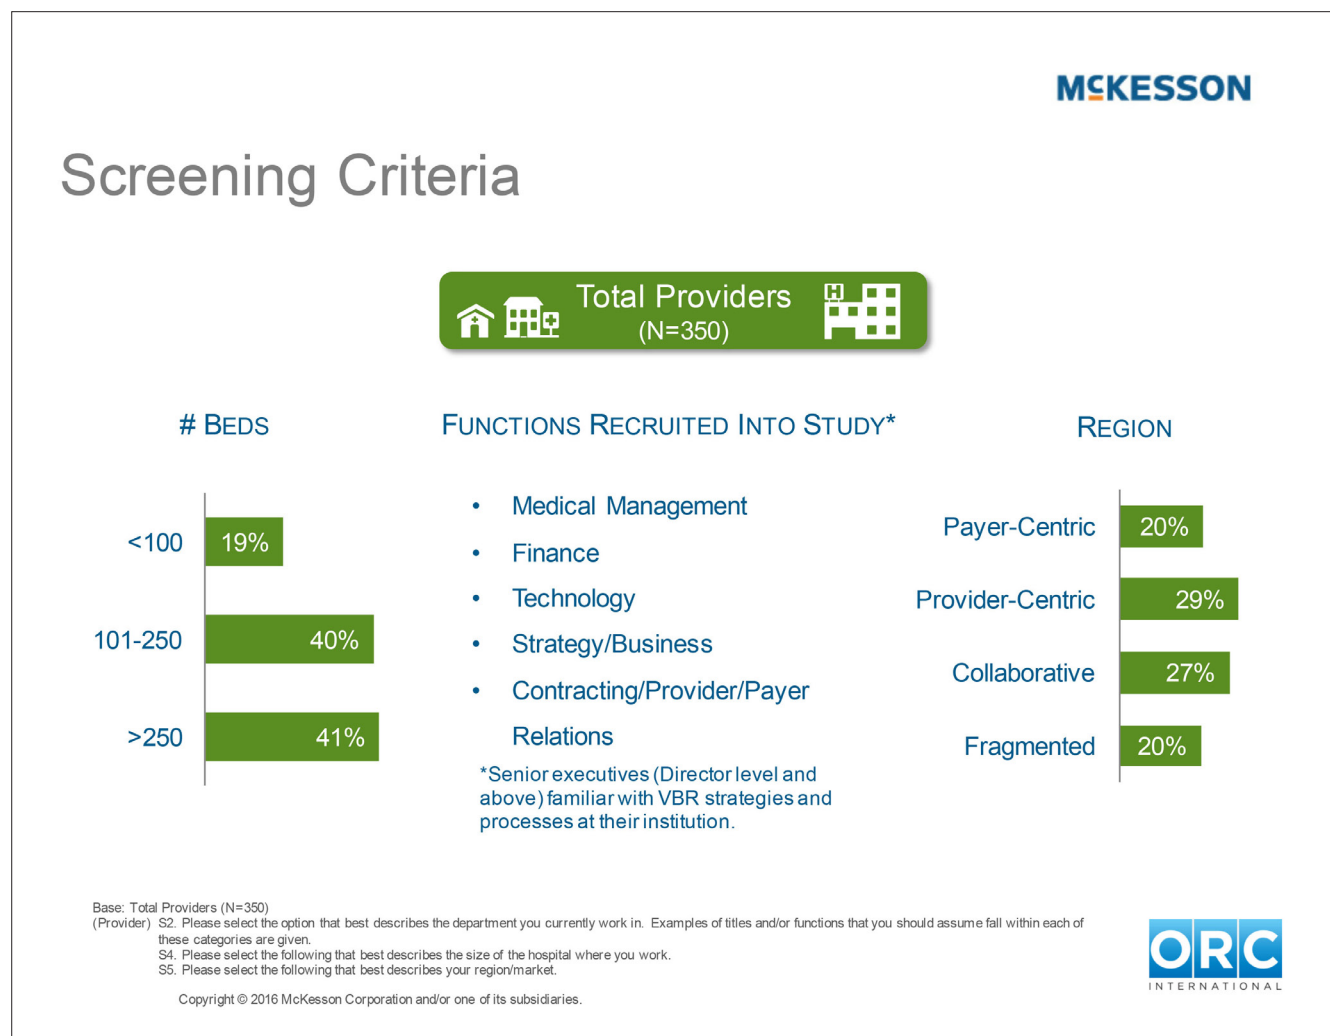 McKESSON
Screening Criteria
Total Providers
(N=350)
# BEDS
<100
19%
101-250
40%
>250
41%
FUNCTIONS RECRUITED INTO STUDY*
• Medical Management
• Finance
• Technology
• Strategy/Business
• Contracting/Provider/Payer
Relations
*Senior executives (Director level and
above) familiar with VBR strategies and
processes at their institution.
REGION
Payer-Centric
20%
Provider-Centric
29%
Collaborative
27%
Fragmented
20%
Base: Total Providers (N=350)
(Provider) S2. Please select the option that best describes the department you currently work in. Examples of titles and/or functions that you should assume fall within each of
these categories are given.
S4. Please select the following that best describes the size of the hospital where you work.
S5. Please select the following that best describes your region/market.
Copyright © 2016 McKesson Corporation and/or one of its subsidiaries.
ORC
INTERNATIONAL